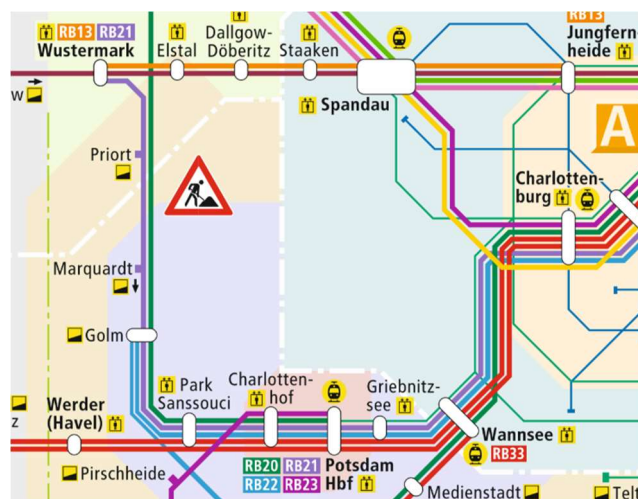 RB13
RB13 RB21
Wustermark
Elstal
Dallgow-
Döberitz
Staaken
Jungfern-
heide
Spandau
w
A
Priort
Charlotten-
burg
Marquardt
Golm
Park
Sanssouci
Charlotten-
hof
Griebnitz-
see
Werder
(Havel)
z
Wannsee
RB33
Pirschheide
RB20 RB21 Potsdam
RB22 RB23 Hbf
Medienstadt
Telt